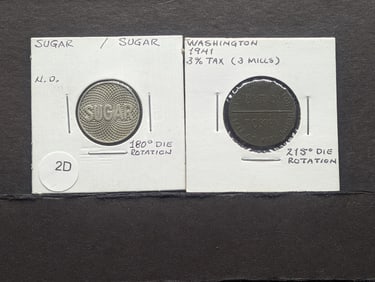 SUGAR / SUGAR
N.D.
SUGAR
180° DIE
ROTATION
2D
WASHINGTON
1941
3% TAX (3 MILLS)
215° DIE
ROTATION